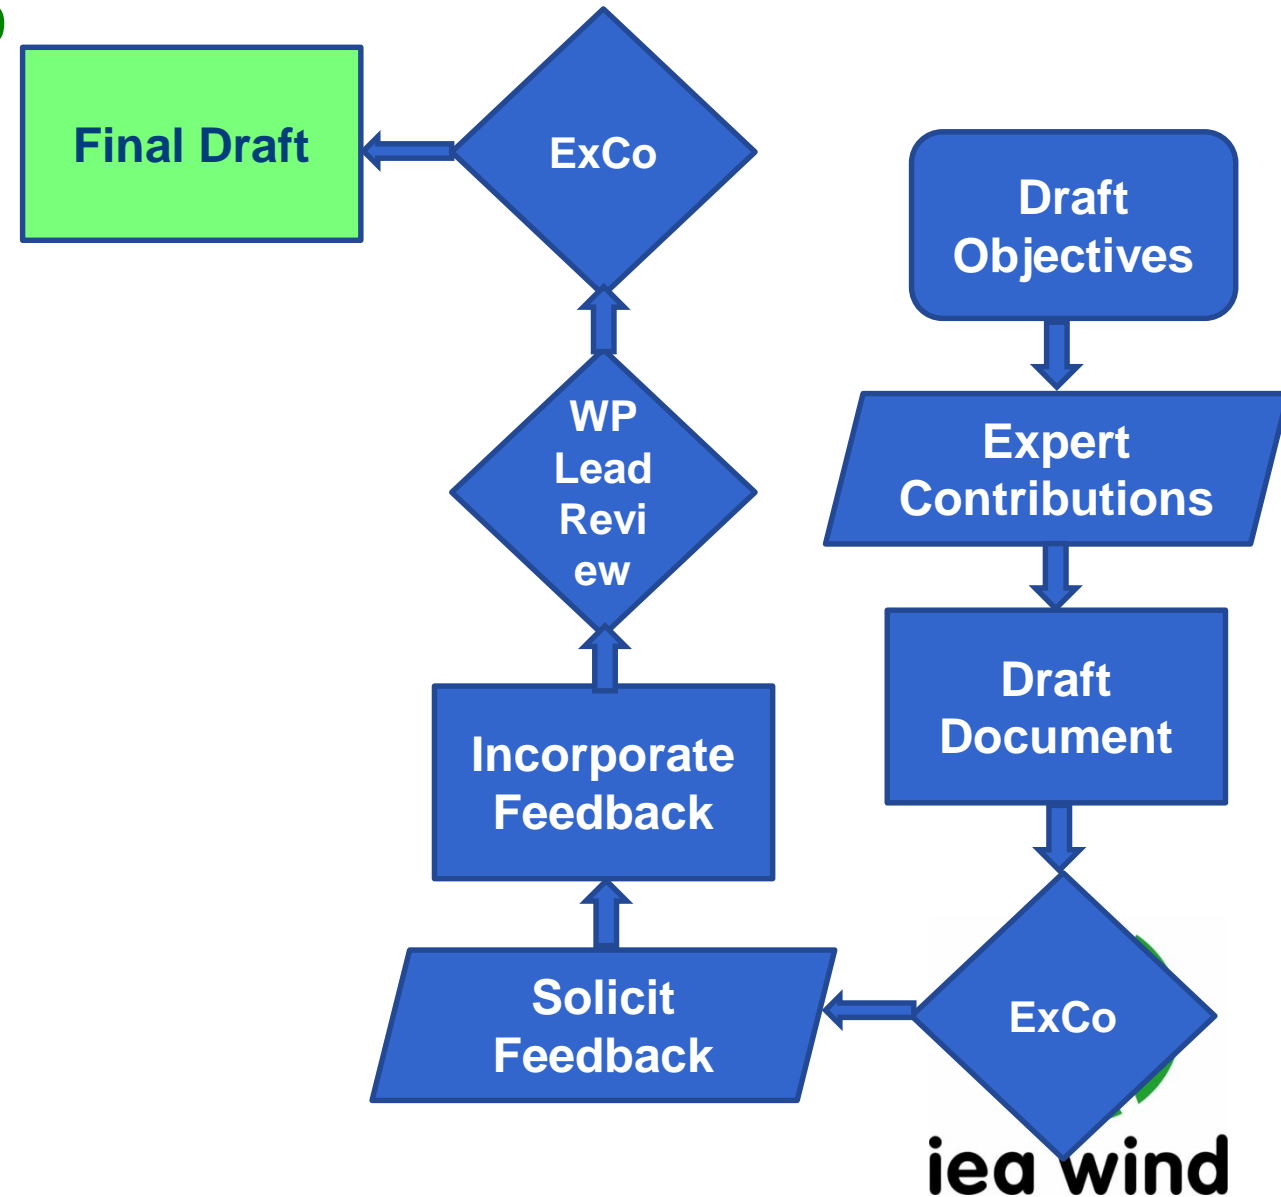 Final Draft
ExCo
Draft
Objectives
WP
Lead
Revi
ew
Expert
Contributions
Incorporate
Feedback
Draft
Document
Solicit
Feedback
ExCo
iea wind